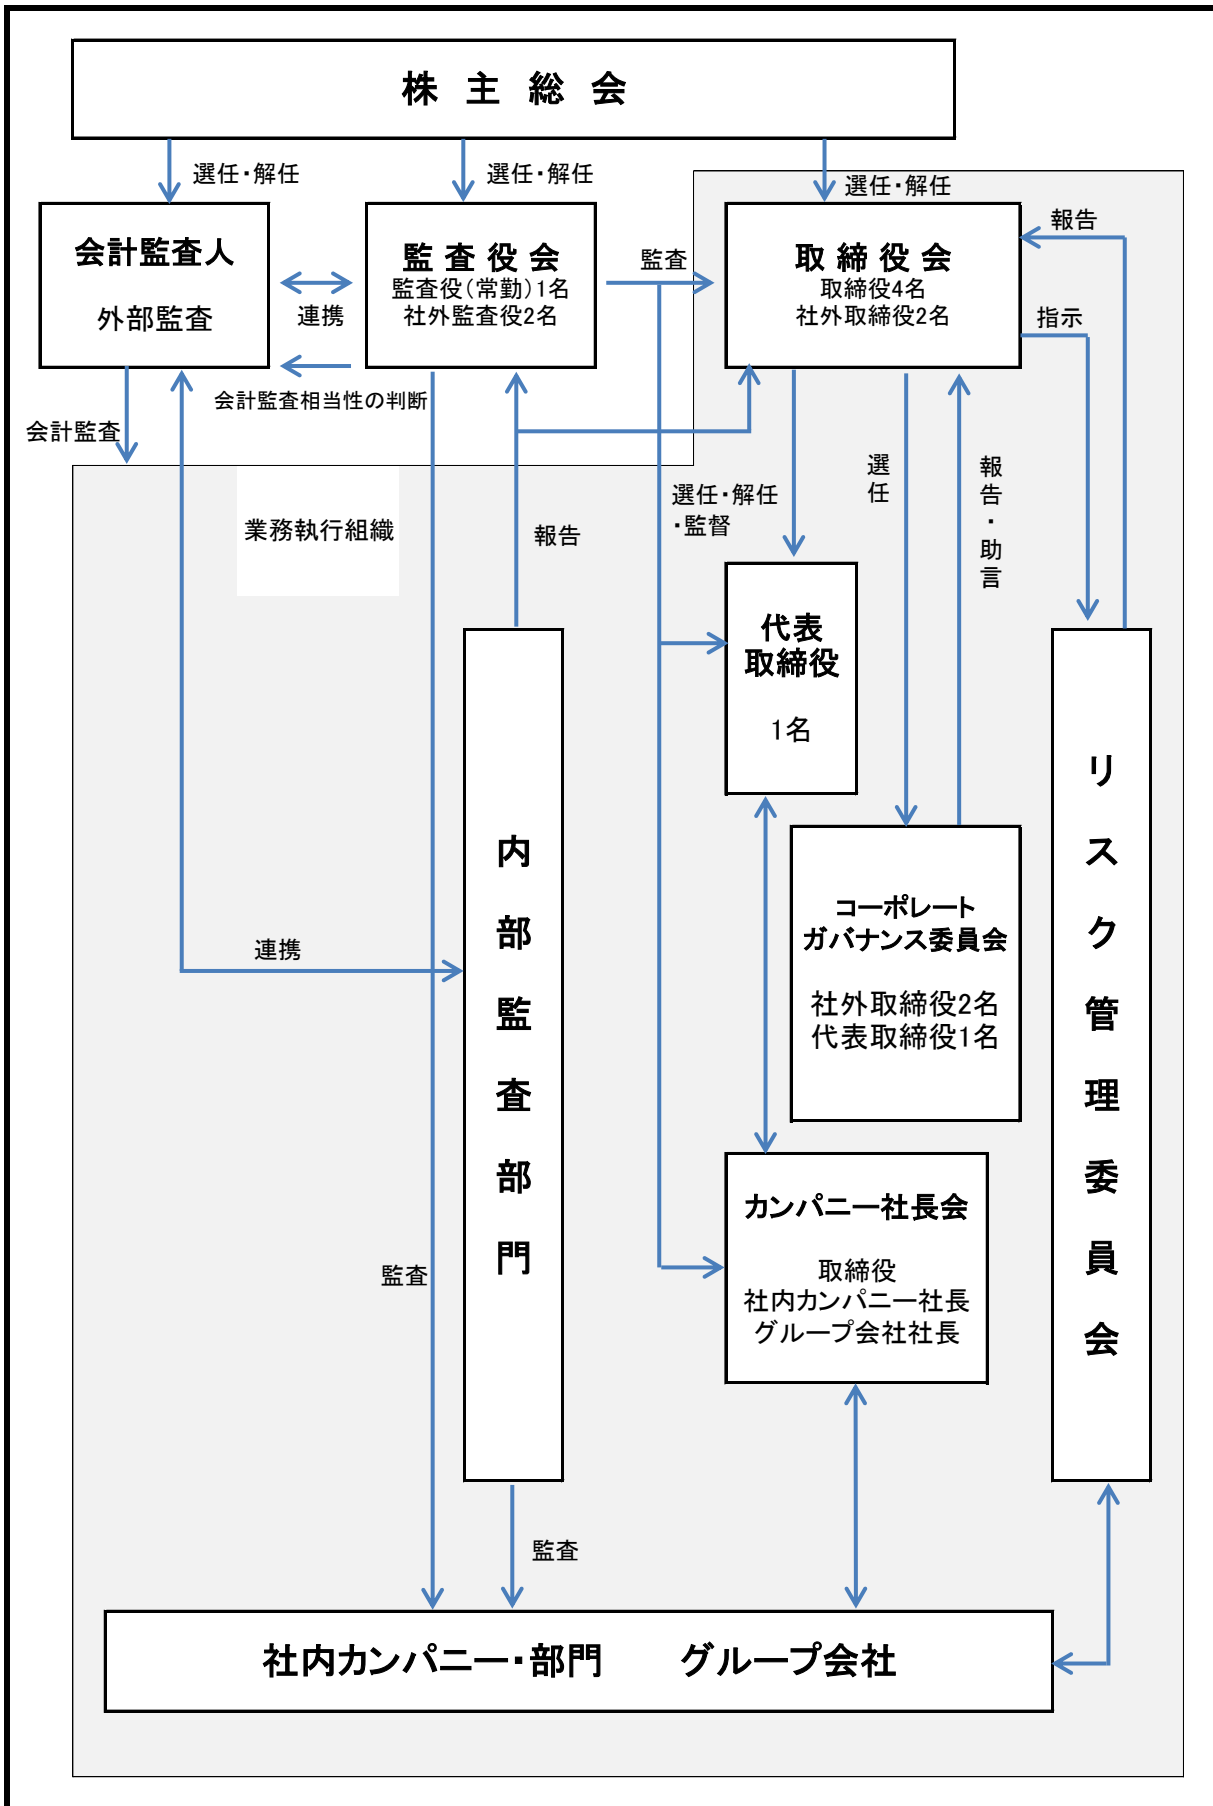 株主総会
選任・解任
選任・解任
選任・解任
会計監査人
外部監査
連携
監査役会
監査役(常勤)1名
社外監査役2名
監査
取締役会
取締役4名
社外取締役2名
報告
指示
会計監査相当性の判断
会計監査
業務執行組織
報告
選任・解任
・監督
選任
報告・助言
代表
取締役
1名
内部監査部門
連携
コーポレート
ガバナンス委員会
社外取締役2名
代表取締役1名
リスク管理委員会
カンパニー社長会
取締役
社内カンパニー社長
グループ会社社長
監査
監査
社内カンパニー・部門 グループ会社